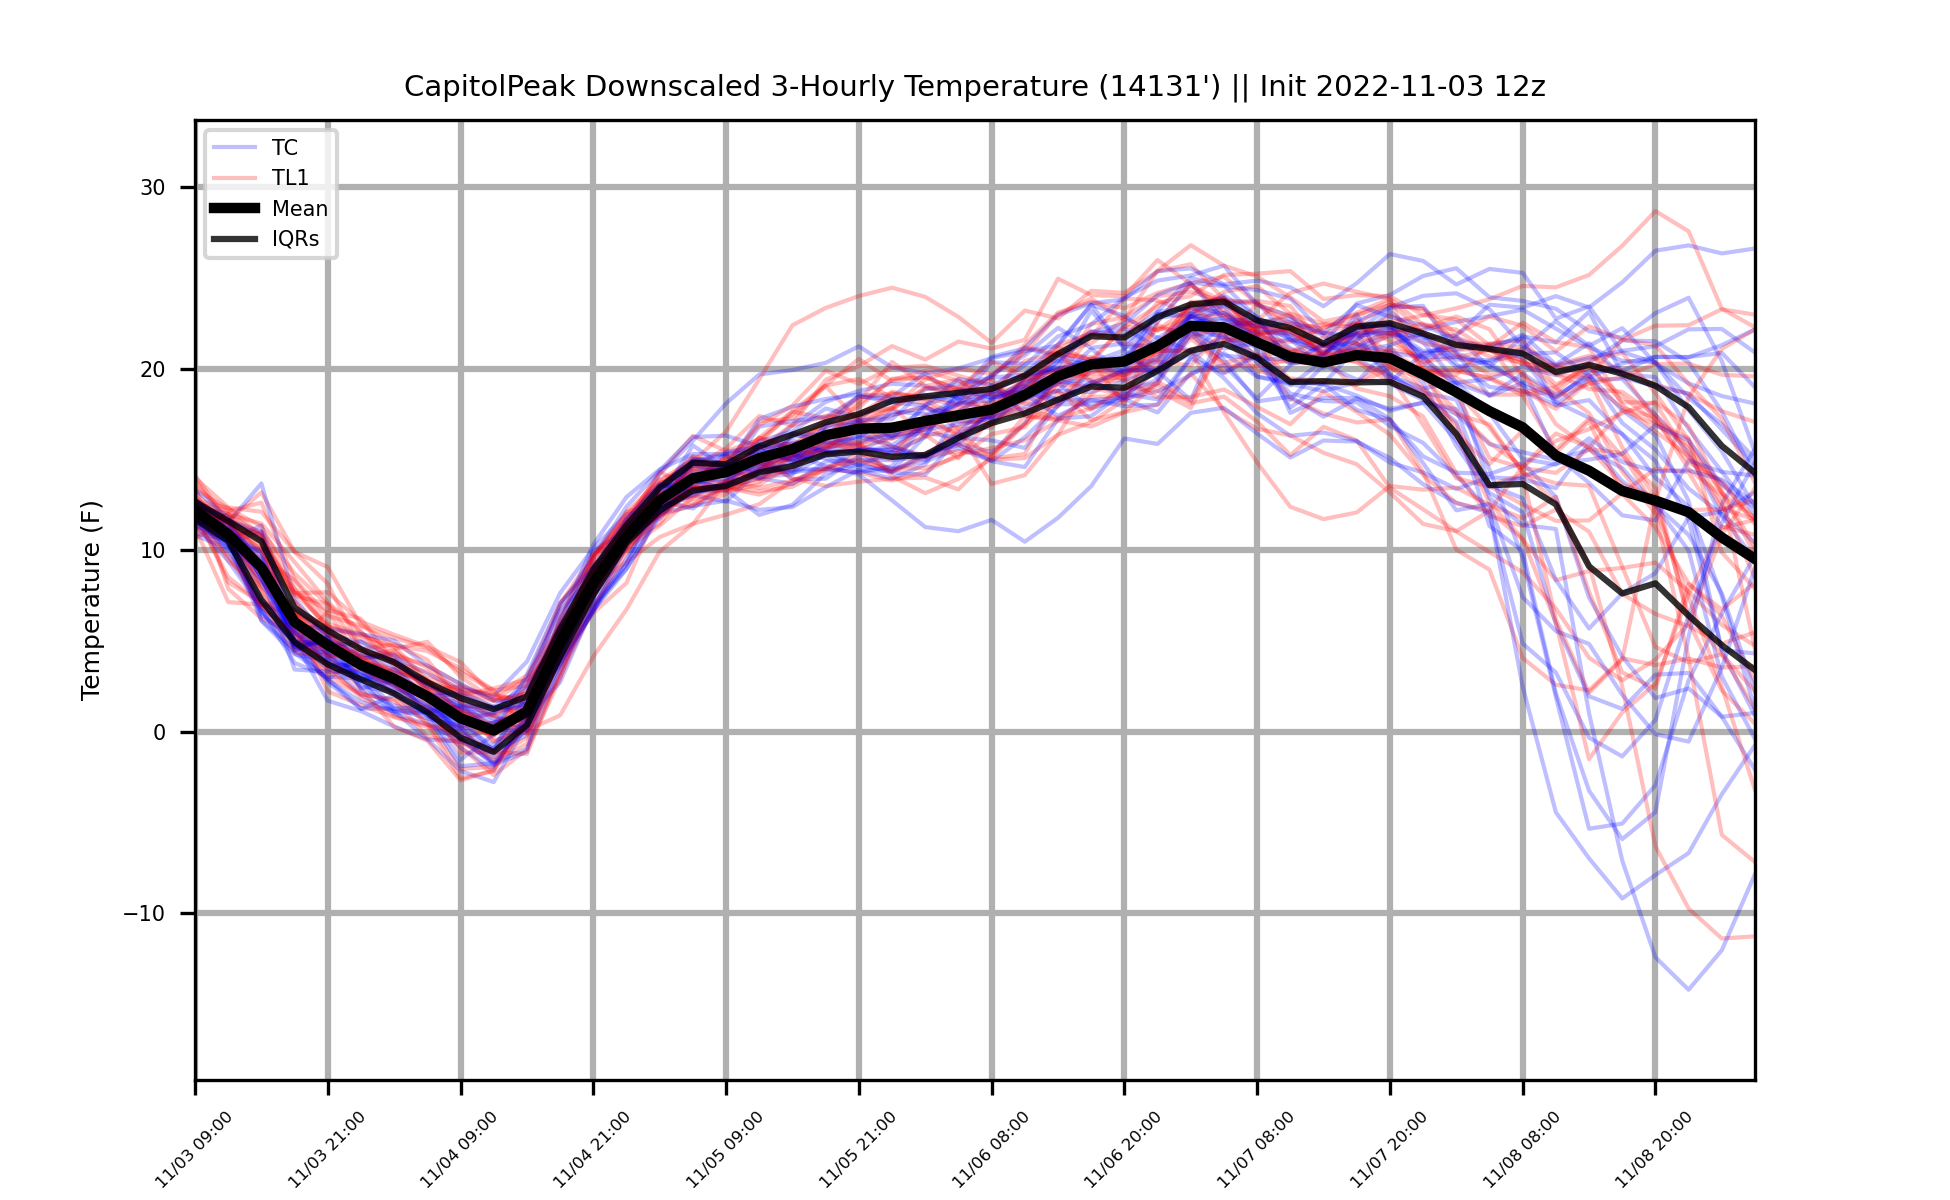 CapitolPeak Downscaled 3-Hourly Temperature (14131') || Init 2022-11-03 12z
TC
TL1
Mean
IQRs
Temperature (F)
30
20
10
0
−10
11/03 09:00
11/03 21:00
11/04 09:00
11/04 21:00
11/05 09:00
11/05 21:00
11/06 08:00
11/06 20:00
11/07 08:00
11/07 20:00
11/08 08:00
11/08 20:00